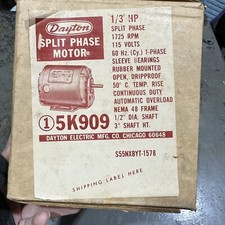 Dayton
SPLIT PHASE
MOTOR
1/3 HP
SPLIT PHASE
1725 RPM
115 VOLTS
60 Hz. (Cy.) 1-PHASE
SLEEVE BEARINGS
RUBBER MOUNTED
OPEN, DRIPPROOF
50° C. TEMP. RISE
CONTINUOUS DUTY
AUTOMATIC OVERLOAD
NEMA 48 FRAME
1/2" DIA. SHAFT
3" SHAFT HT.
① 5K909
DAYTON ELECTRIC MFG. CO. CHICAGO 60648
S55NXBYT-1578
SHIPPING LABEL HERE